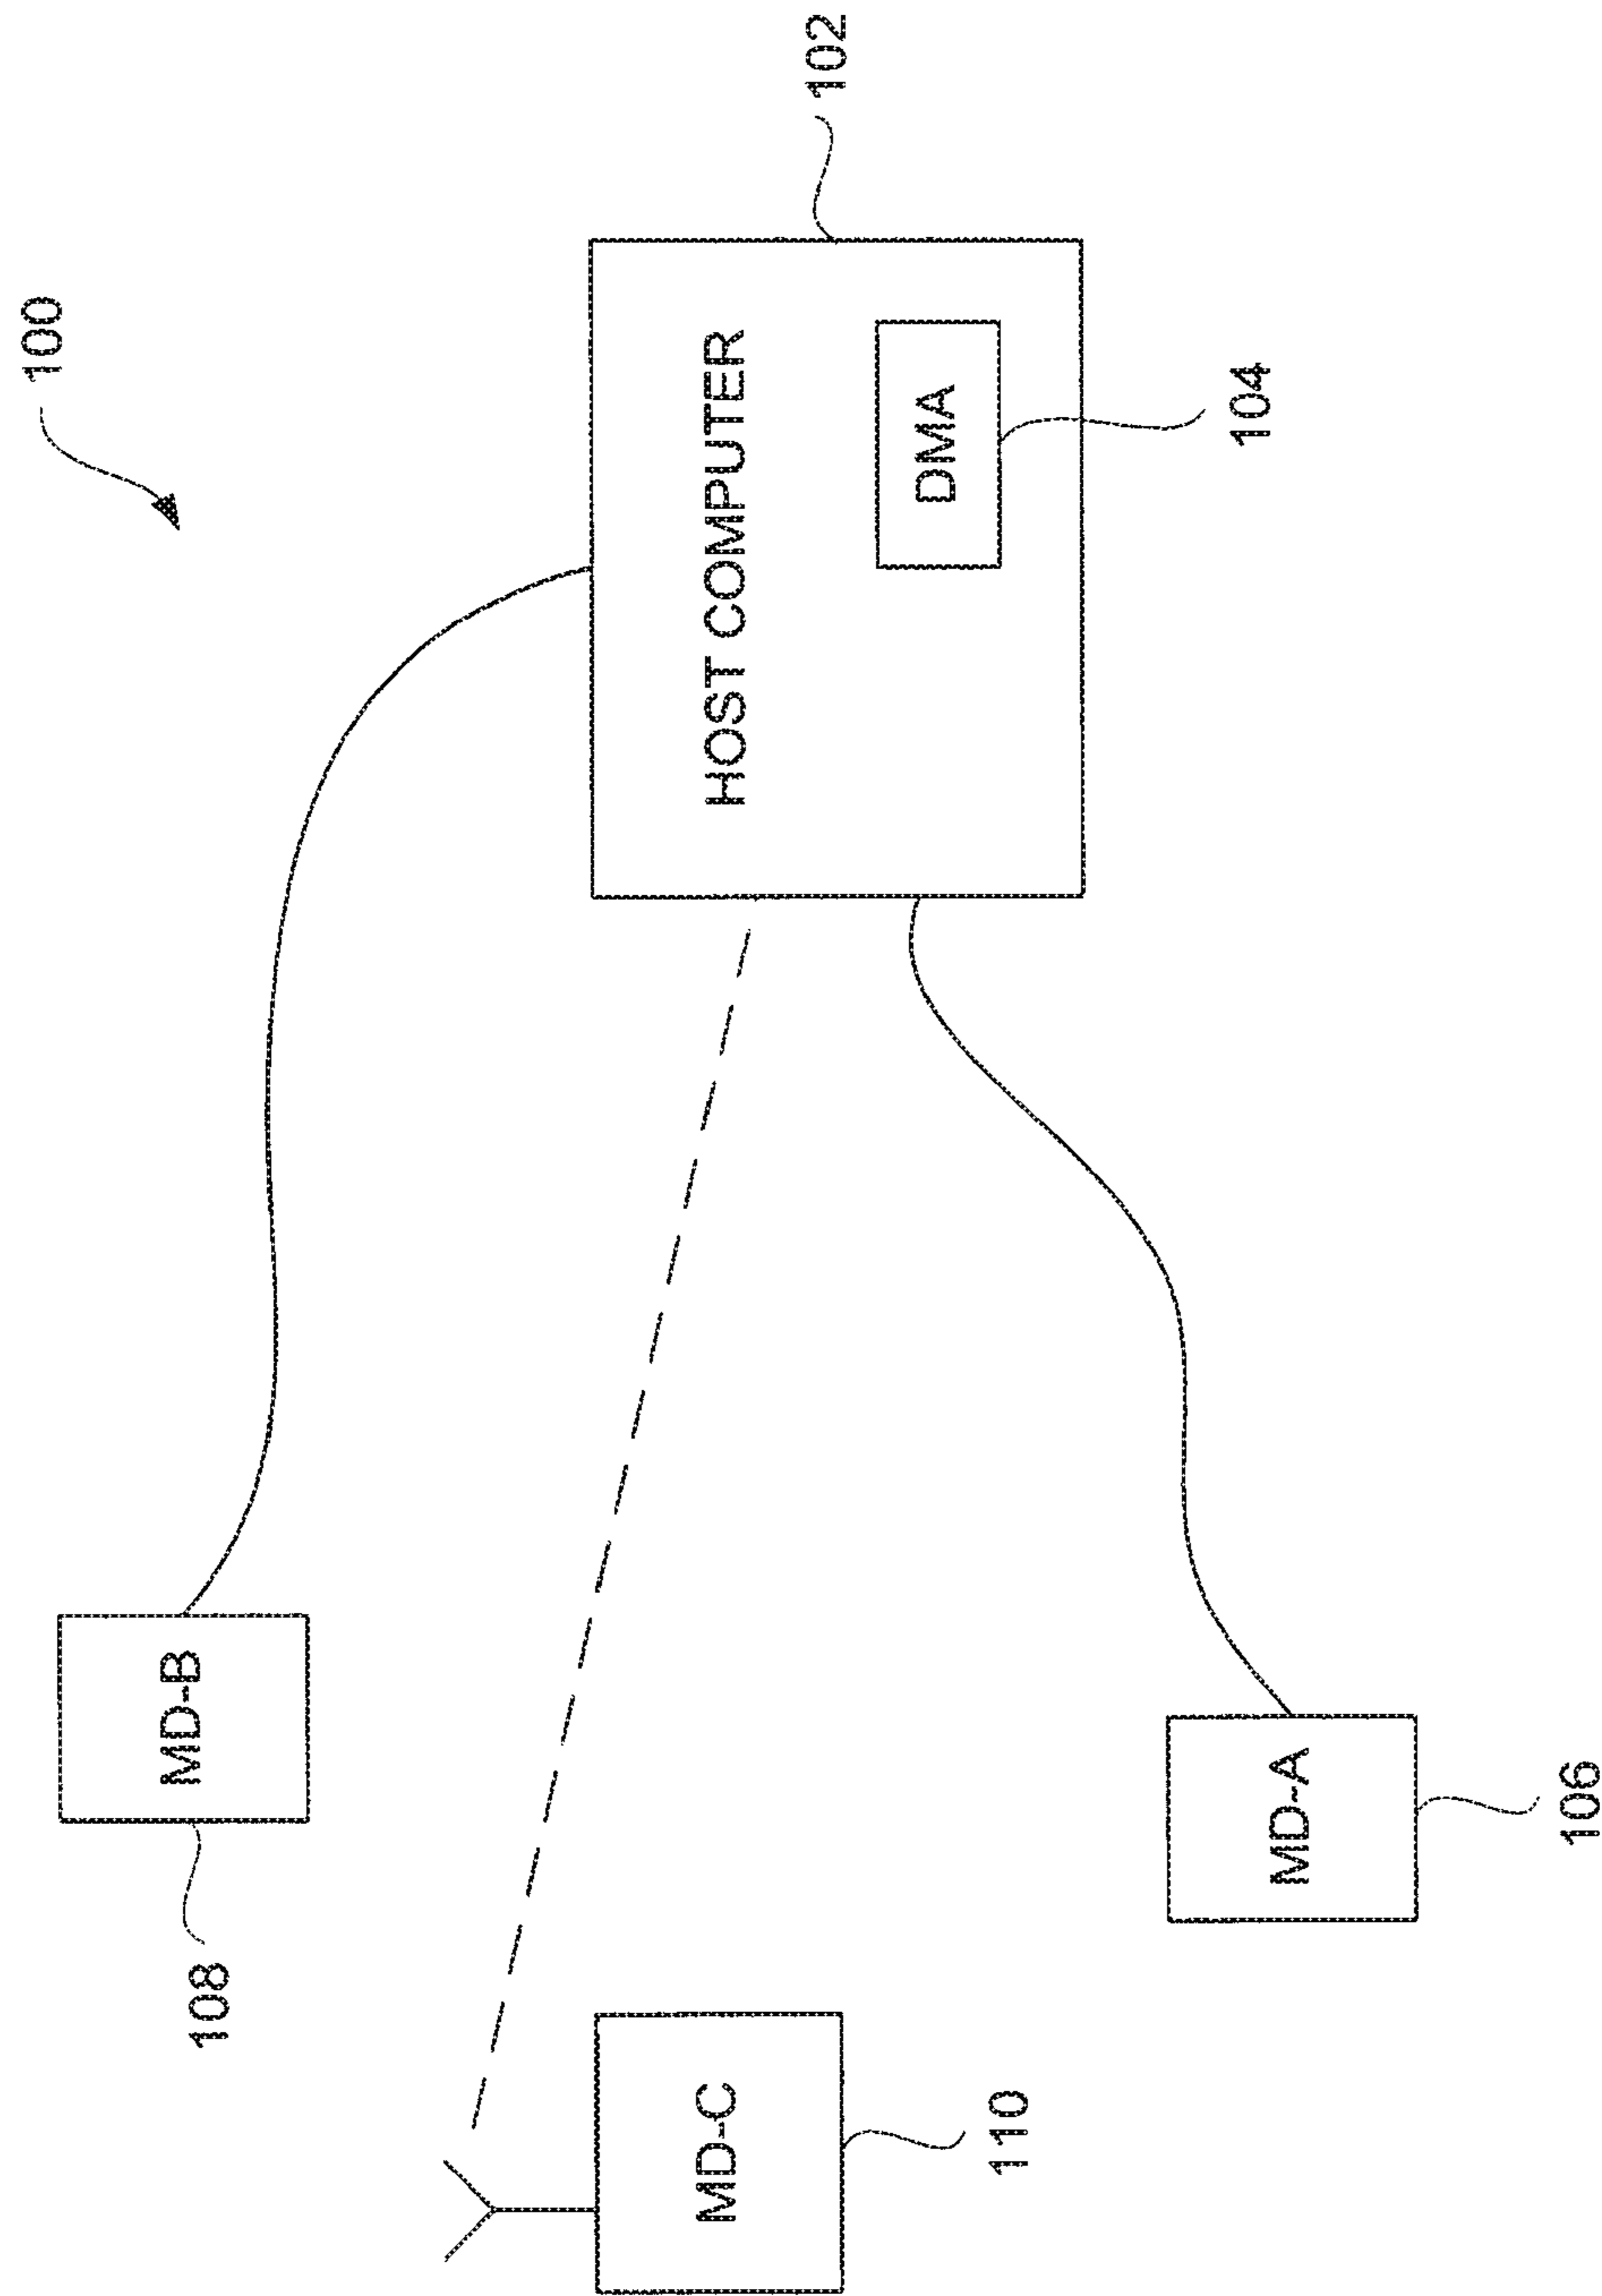 100
102
HOST COMPUTER
DMA
104
MD-B
108
MD-C
110
MD-A
106